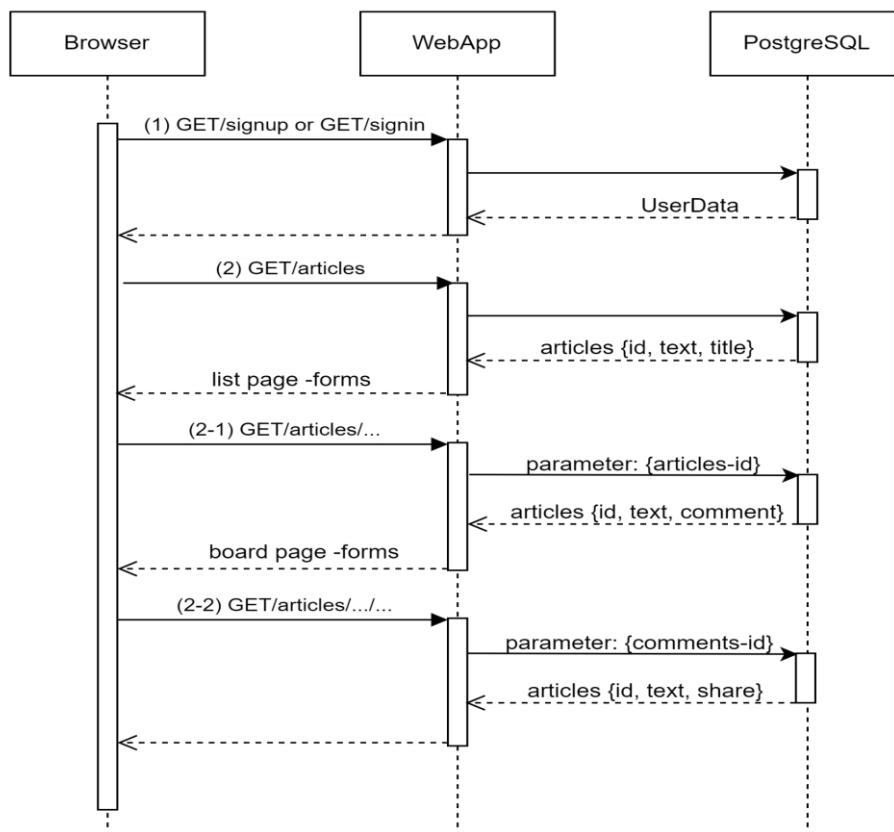 Browser
WebApp
PostgreSQL
(1) GET/signup or GET/signin
UserData
(2) GET/articles
articles {id, text, title}
list page -forms
(2-1) GET/articles/...
parameter: {articles-id}
articles {id, text, comment}
board page -forms
(2-2) GET/articles/.../...
parameter: {comments-id}
articles {id, text, share}